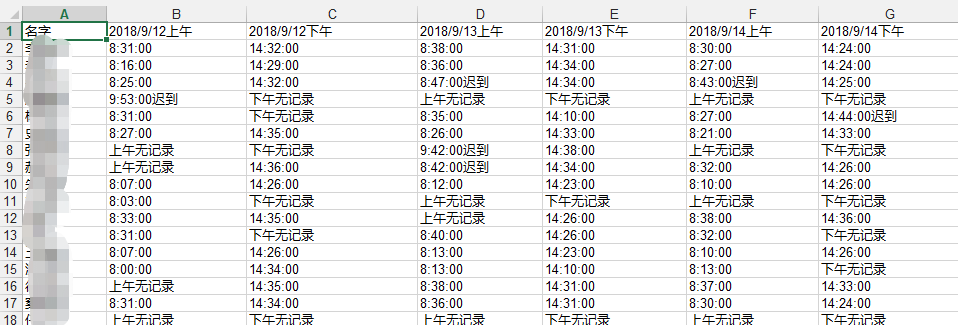 A B C D E F G
1 名字 2018/9/12上午 2018/9/12下午 2018/9/13上午 2018/9/13下午 2018/9/14上午 2018/9/14下午
2 8:31:00 14:32:00 8:38:00 14:31:00 8:30:00 14:24:00
3 8:16:00 14:29:00 8:36:00 14:34:00 8:27:00 14:24:00
4 8:25:00 14:32:00 8:47:00迟到 14:34:00 8:43:00迟到 14:25:00
5 9:53:00迟到 下午无记录 上午无记录 下午无记录 上午无记录 下午无记录
6 8:31:00 下午无记录 8:35:00 14:10:00 8:27:00 14:44:00迟到
7 8:27:00 14:35:00 8:26:00 14:33:00 8:21:00 14:33:00
8 上午无记录 下午无记录 9:42:00迟到 14:38:00 上午无记录 下午无记录
9 上午无记录 14:36:00 8:42:00迟到 14:34:00 8:32:00 14:26:00
10 8:07:00 14:26:00 8:12:00 14:23:00 8:10:00 14:26:00
11 8:03:00 下午无记录 上午无记录 下午无记录 上午无记录 下午无记录
12 8:33:00 14:35:00 上午无记录 14:26:00 8:38:00 14:36:00
13 8:31:00 下午无记录 8:40:00 14:26:00 8:32:00 下午无记录
14 8:07:00 14:26:00 8:13:00 14:23:00 8:10:00 14:26:00
15 8:00:00 14:34:00 8:13:00 14:10:00 8:13:00 下午无记录
16 上午无记录 14:35:00 8:38:00 14:31:00 8:37:00 14:33:00
17 8:31:00 14:34:00 8:36:00 14:31:00 8:30:00 14:24:00
18 上午无记录 下午无记录 上午无记录 下午无记录 上午无记录 下午无记录